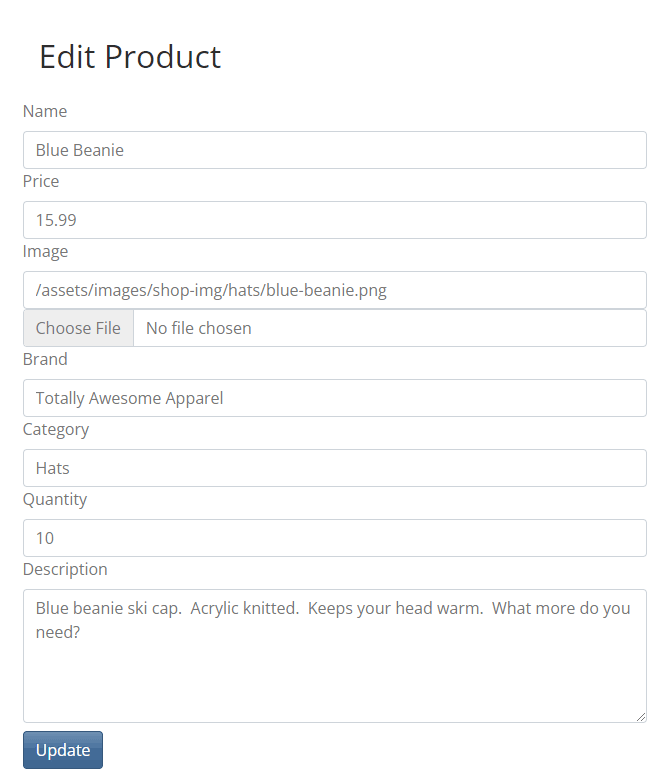 Edit Product
Name
Blue Beanie
Price
15.99
Image
/assets/images/shop-img/hats/blue-beanie.png
Choose File No file chosen
Brand
Totally Awesome Apparel
Category
Hats
Quantity
10
Description
Blue beanie ski cap.  Acrylic knitted.  Keeps your head warm.  What more do you
need?
Update